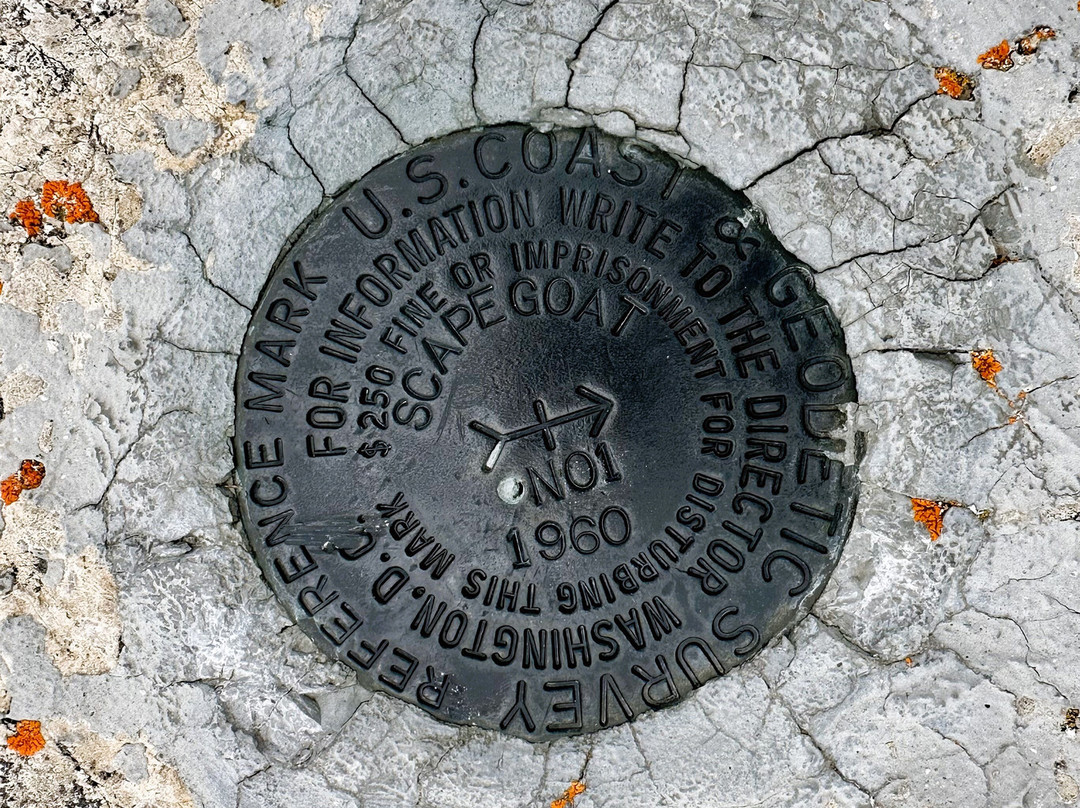 U.S. COAST & GEODETIC SURVEY REFERENCE MARK
FOR INFORMATION WRITE TO THE DIRECTOR WASHINGTON, D.C.
$250 FINE OR IMPRISONMENT FOR DISTURBING THIS MARK
SCAPEGOAT
NO1
1960